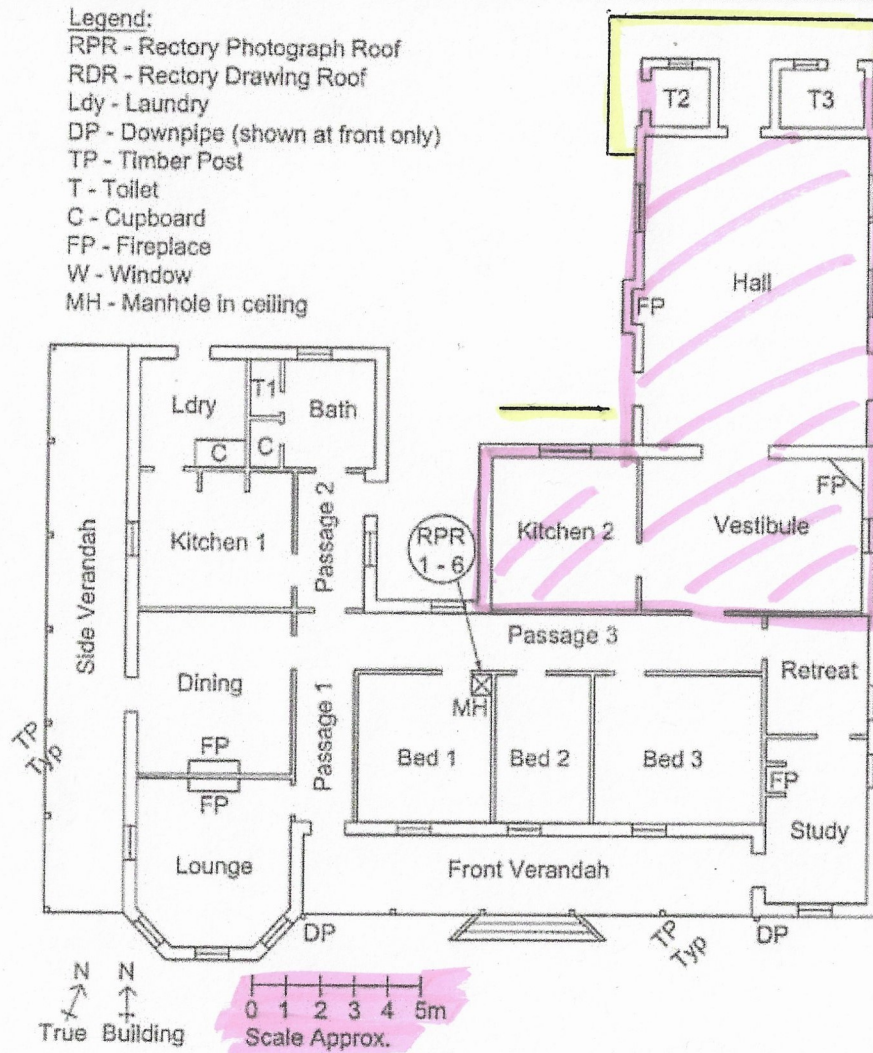 Legend:
RPR - Rectory Photograph Roof
RDR - Rectory Drawing Roof
Ldy - Laundry
DP - Downpipe (shown at front only)
TP - Timber Post
T - Toilet
C - Cupboard
FP - Fireplace
W - Window
MH - Manhole in ceiling
T2
T3
Hall
FP
Ldry
T1
Bath
C
C
FP
Kitchen 1
Passage 2
RPR
1 - 6
Kitchen 2
Vestibule
Side Verandah
Passage 3
Dining
Retreat
MH
TP
Typ
FP
FP
Passage 1
Bed 1
Bed 2
Bed 3
FP
Study
Lounge
Front Verandah
DP
TP
Typ
DP
N N
True Building
0 1 2 3 4 5m
Scale Approx.